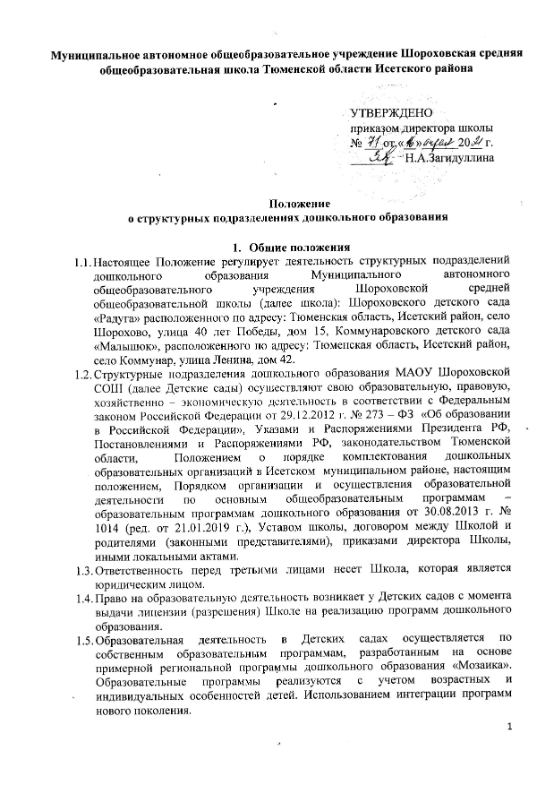 Муниципальное автономное общеобразовательное учреждение Шороховская средняя
общеобразовательная школа Тюменской области Исетского района
УТВЕРЖДЕНО
приказом директора школы
№ 71 от «16» апреля 2021 г.
Н.А.Загидуллина
Положение
о структурных подразделениях дошкольного образования
1. Общие положения
1.1. Настоящее Положение регулирует деятельность структурных подразделений
дошкольного образования Муниципального автономного
общеобразовательного учреждения Шороховской средней
общеобразовательной школы (далее школа): Шороховского детского сада
«Радуга» расположенного по адресу: Тюменская область, Исетский район, село
Шорохово, улица 40 лет Победы, дом 15, Коммунаровского детского сада
«Малышок», расположенного по адресу: Тюменская область, Исетский район,
село Коммунар, улица Ленина, дом 42.
1.2. Структурные подразделения дошкольного образования МАОУ Шороховской
СОШ (далее Детские сады) осуществляют свою образовательную, правовую,
хозяйственно – экономическую деятельность в соответствии с Федеральным
законом Российской Федерации от 29.12.2012 г. № 273 – ФЗ «Об образовании
в Российской Федерации», Указами и Распоряжениями Президента РФ,
Постановлениями и Распоряжениями РФ, законодательством Тюменской
области, Положением о порядке комплектования дошкольных
образовательных организаций в Исетском муниципальном районе, настоящим
положением, Порядком организации и осуществления образовательной
деятельности по основным общеобразовательным программам –
образовательным программам дошкольного образования от 30.08.2013 г. №
1014 (ред. от 21.01.2019 г.), Уставом школы, договором между Школой и
родителями (законными представителями), приказами директора Школы,
иными локальными актами.
1.3. Ответственность перед третьими лицами несет Школа, которая является
юридическим лицом.
1.4. Право на образовательную деятельность возникает у Детских садов с момента
выдачи лицензии (разрешения) Школе на реализацию программ дошкольного
образования.
1.5. Образовательная деятельность в Детских садах осуществляется по
собственным образовательным программам, разработанным на основе
примерной региональной программы дошкольного образования «Мозаика».
Образовательные программы реализуются с учетом возрастных и
индивидуальных особенностей детей. Использованием интеграции программ
нового поколения.
1